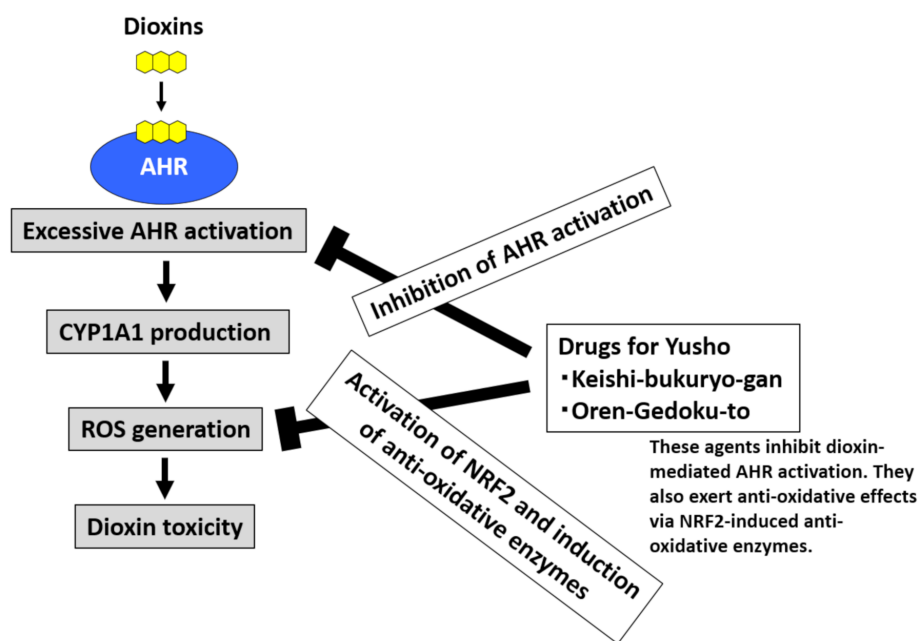 Dioxins
AHR
Excessive AHR activation
CYP1A1 production
ROS generation
Dioxin toxicity
Inhibition of AHR activation
Activation of NRF2 and induction
of anti-oxidative enzymes
Drugs for Yusho
・Keishi-bukuryo-gan
・Oren-Gedoku-to
These agents inhibit dioxin-
mediated AHR activation. They
also exert anti-oxidative effects
via NRF2-induced anti-
oxidative enzymes.